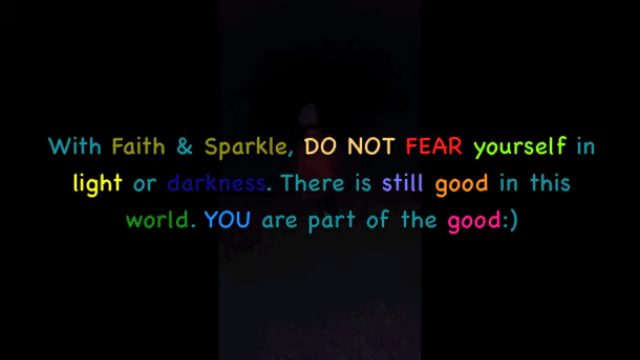 With Faith & Sparkle, DO NOT FEAR yourself in
light or darkness. There is still good in this
world. YOU are part of the good:)